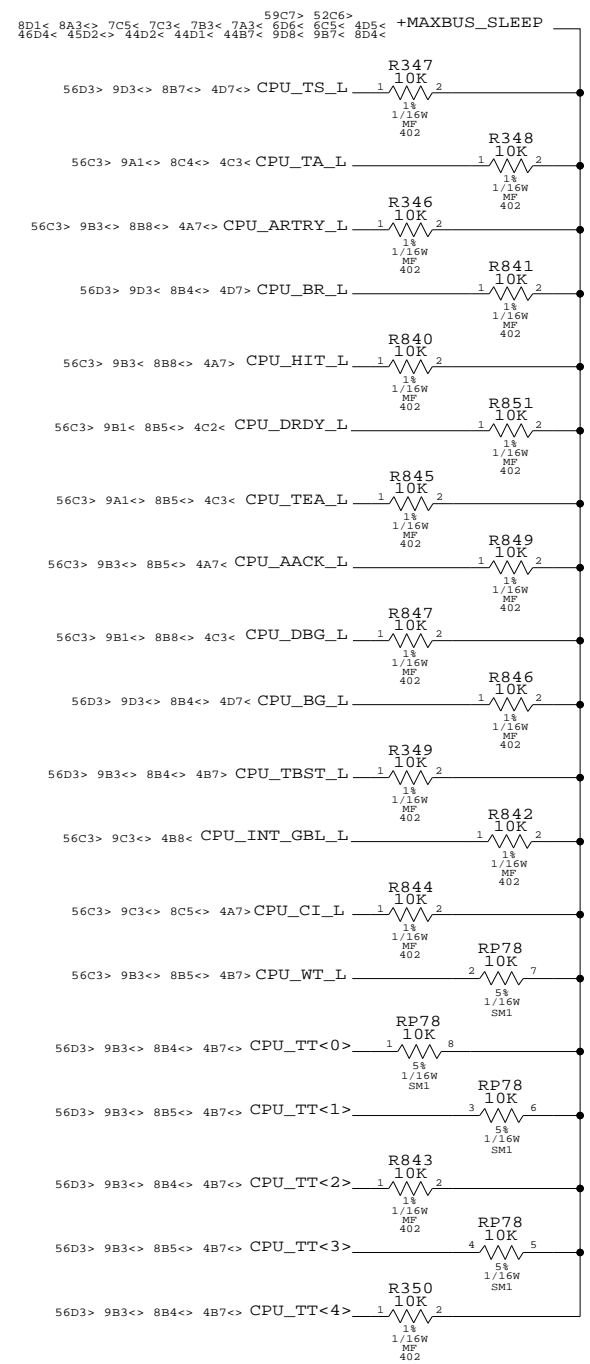 59C7> 52C6>
8D1< 8A3<> 7C5< 7C3< 7B3< 7A3< 6D6< 6C5< 4D5<
46D4< 45D2<> 44D2< 44D1< 44B7< 9D8< 9B7< 8D4<
+MAXBUS_SLEEP
R347
10K
56D3> 9D3<> 8B7<> 4D7<> CPU_TS_L 1 2
1%
1/16W
MF
402
R348
10K
56C3> 9A1<> 8C4<> 4C3< CPU_TA_L 1 2
1%
1/16W
MF
402
R346
10K
56C3> 9B3<> 8B8<> 4A7<> CPU_ARTRY_L 1 2
1%
1/16W
MF
402
R841
10K
56D3> 9D3< 8B4<> 4D7> CPU_BR_L 1 2
1%
1/16W
MF
402
R840
10K
56C3> 9B3< 8B8<> 4A7> CPU_HIT_L 1 2
1%
1/16W
MF
402
R851
10K
56C3> 9B1< 8B5<> 4C2< CPU_DRDY_L 1 2
1%
1/16W
MF
402
R845
10K
56C3> 9A1<> 8B5<> 4C3< CPU_TEA_L 1 2
1%
1/16W
MF
402
R849
10K
56C3> 9B3<> 8B5<> 4A7< CPU_AACK_L 1 2
1%
1/16W
MF
402
R847
10K
56C3> 9B1<> 8B8<> 4C3< CPU_DBG_L 1 2
1%
1/16W
MF
402
R846
10K
56D3> 9D3<> 8B4<> 4D7< CPU_BG_L 1 2
1%
1/16W
MF
402
R349
10K
56D3> 9B3<> 8B4<> 4B7> CPU_TBST_L 1 2
1%
1/16W
MF
402
R842
10K
56C3> 9C3<> 4B8< CPU_INT_GBL_L 1 2
1%
1/16W
MF
402
R844
10K
56C3> 9C3<> 8C5<> 4A7> CPU_CI_L 1 2
1%
1/16W
MF
402
RP78
10K
56C3> 9B3<> 8B5<> 4B7> CPU_WT_L 2 7
5%
1/16W
SM1
RP78
10K
56D3> 9B3<> 8B4<> 4B7<> CPU_TT<0> 1 8
5%
1/16W
SM1
RP78
10K
56D3> 9B3<> 8B5<> 4B7<> CPU_TT<1> 3 6
5%
1/16W
SM1
R843
10K
56D3> 9B3<> 8B4<> 4B7<> CPU_TT<2> 1 2
1%
1/16W
MF
402
RP78
10K
56D3> 9B3<> 8B5<> 4B7<> CPU_TT<3> 4 5
5%
1/16W
SM1
R350
10K
56D3> 9B3<> 8B4<> 4B7<> CPU_TT<4> 1 2
1%
1/16W
MF
402